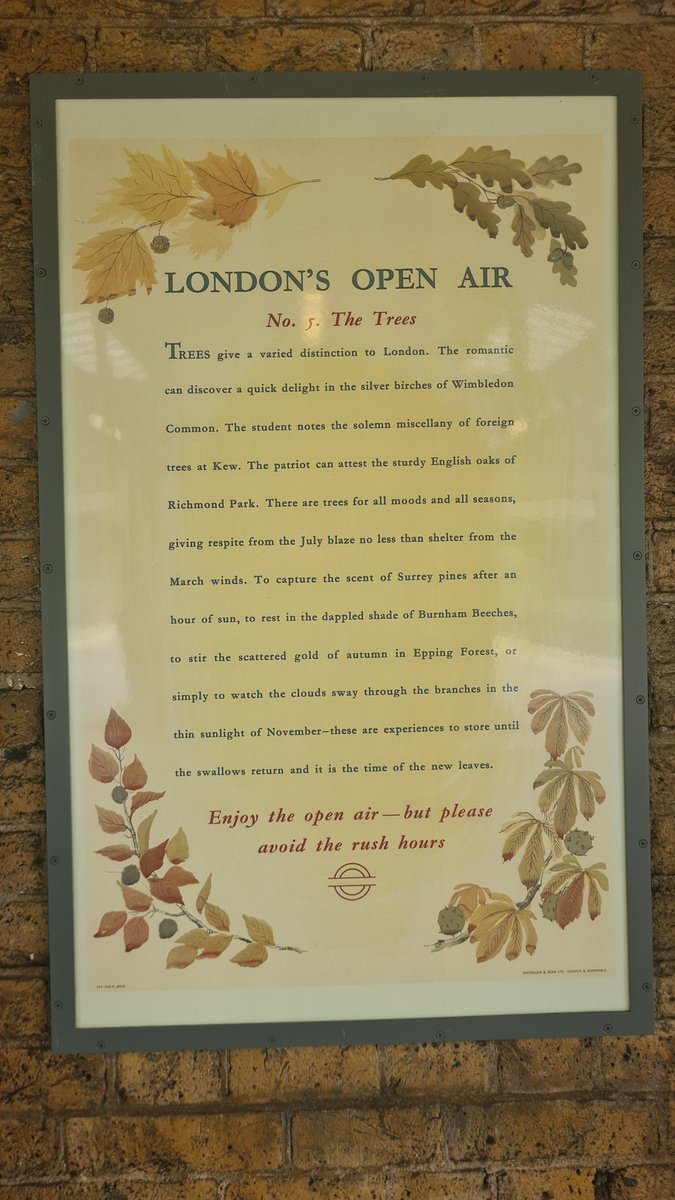 LONDON'S OPEN AIR
No. 5. The Trees
TREES give a varied distinction to London. The romantic
can discover a quick delight in the silver birches of Wimbledon
Common. The student notes the solemn miscellany of foreign
trees at Kew. The patriot can attest the sturdy English oaks of
Richmond Park. There are trees for all moods and all seasons,
giving respite from the July blaze no less than shelter from the
March winds. To capture the scent of Surrey pines after an
hour of sun, to rest in the dappled shade of Burnham Beeches,
to stir the scattered gold of autumn in Epping Forest, or
simply to watch the clouds sway through the branches in the
thin sunlight of November–these are experiences to store until
the swallows return and it is the time of the new leaves.
Enjoy the open air — but please
avoid the rush hours
WATERLOW & SONS LTD. LONDON & DUNSTABLE